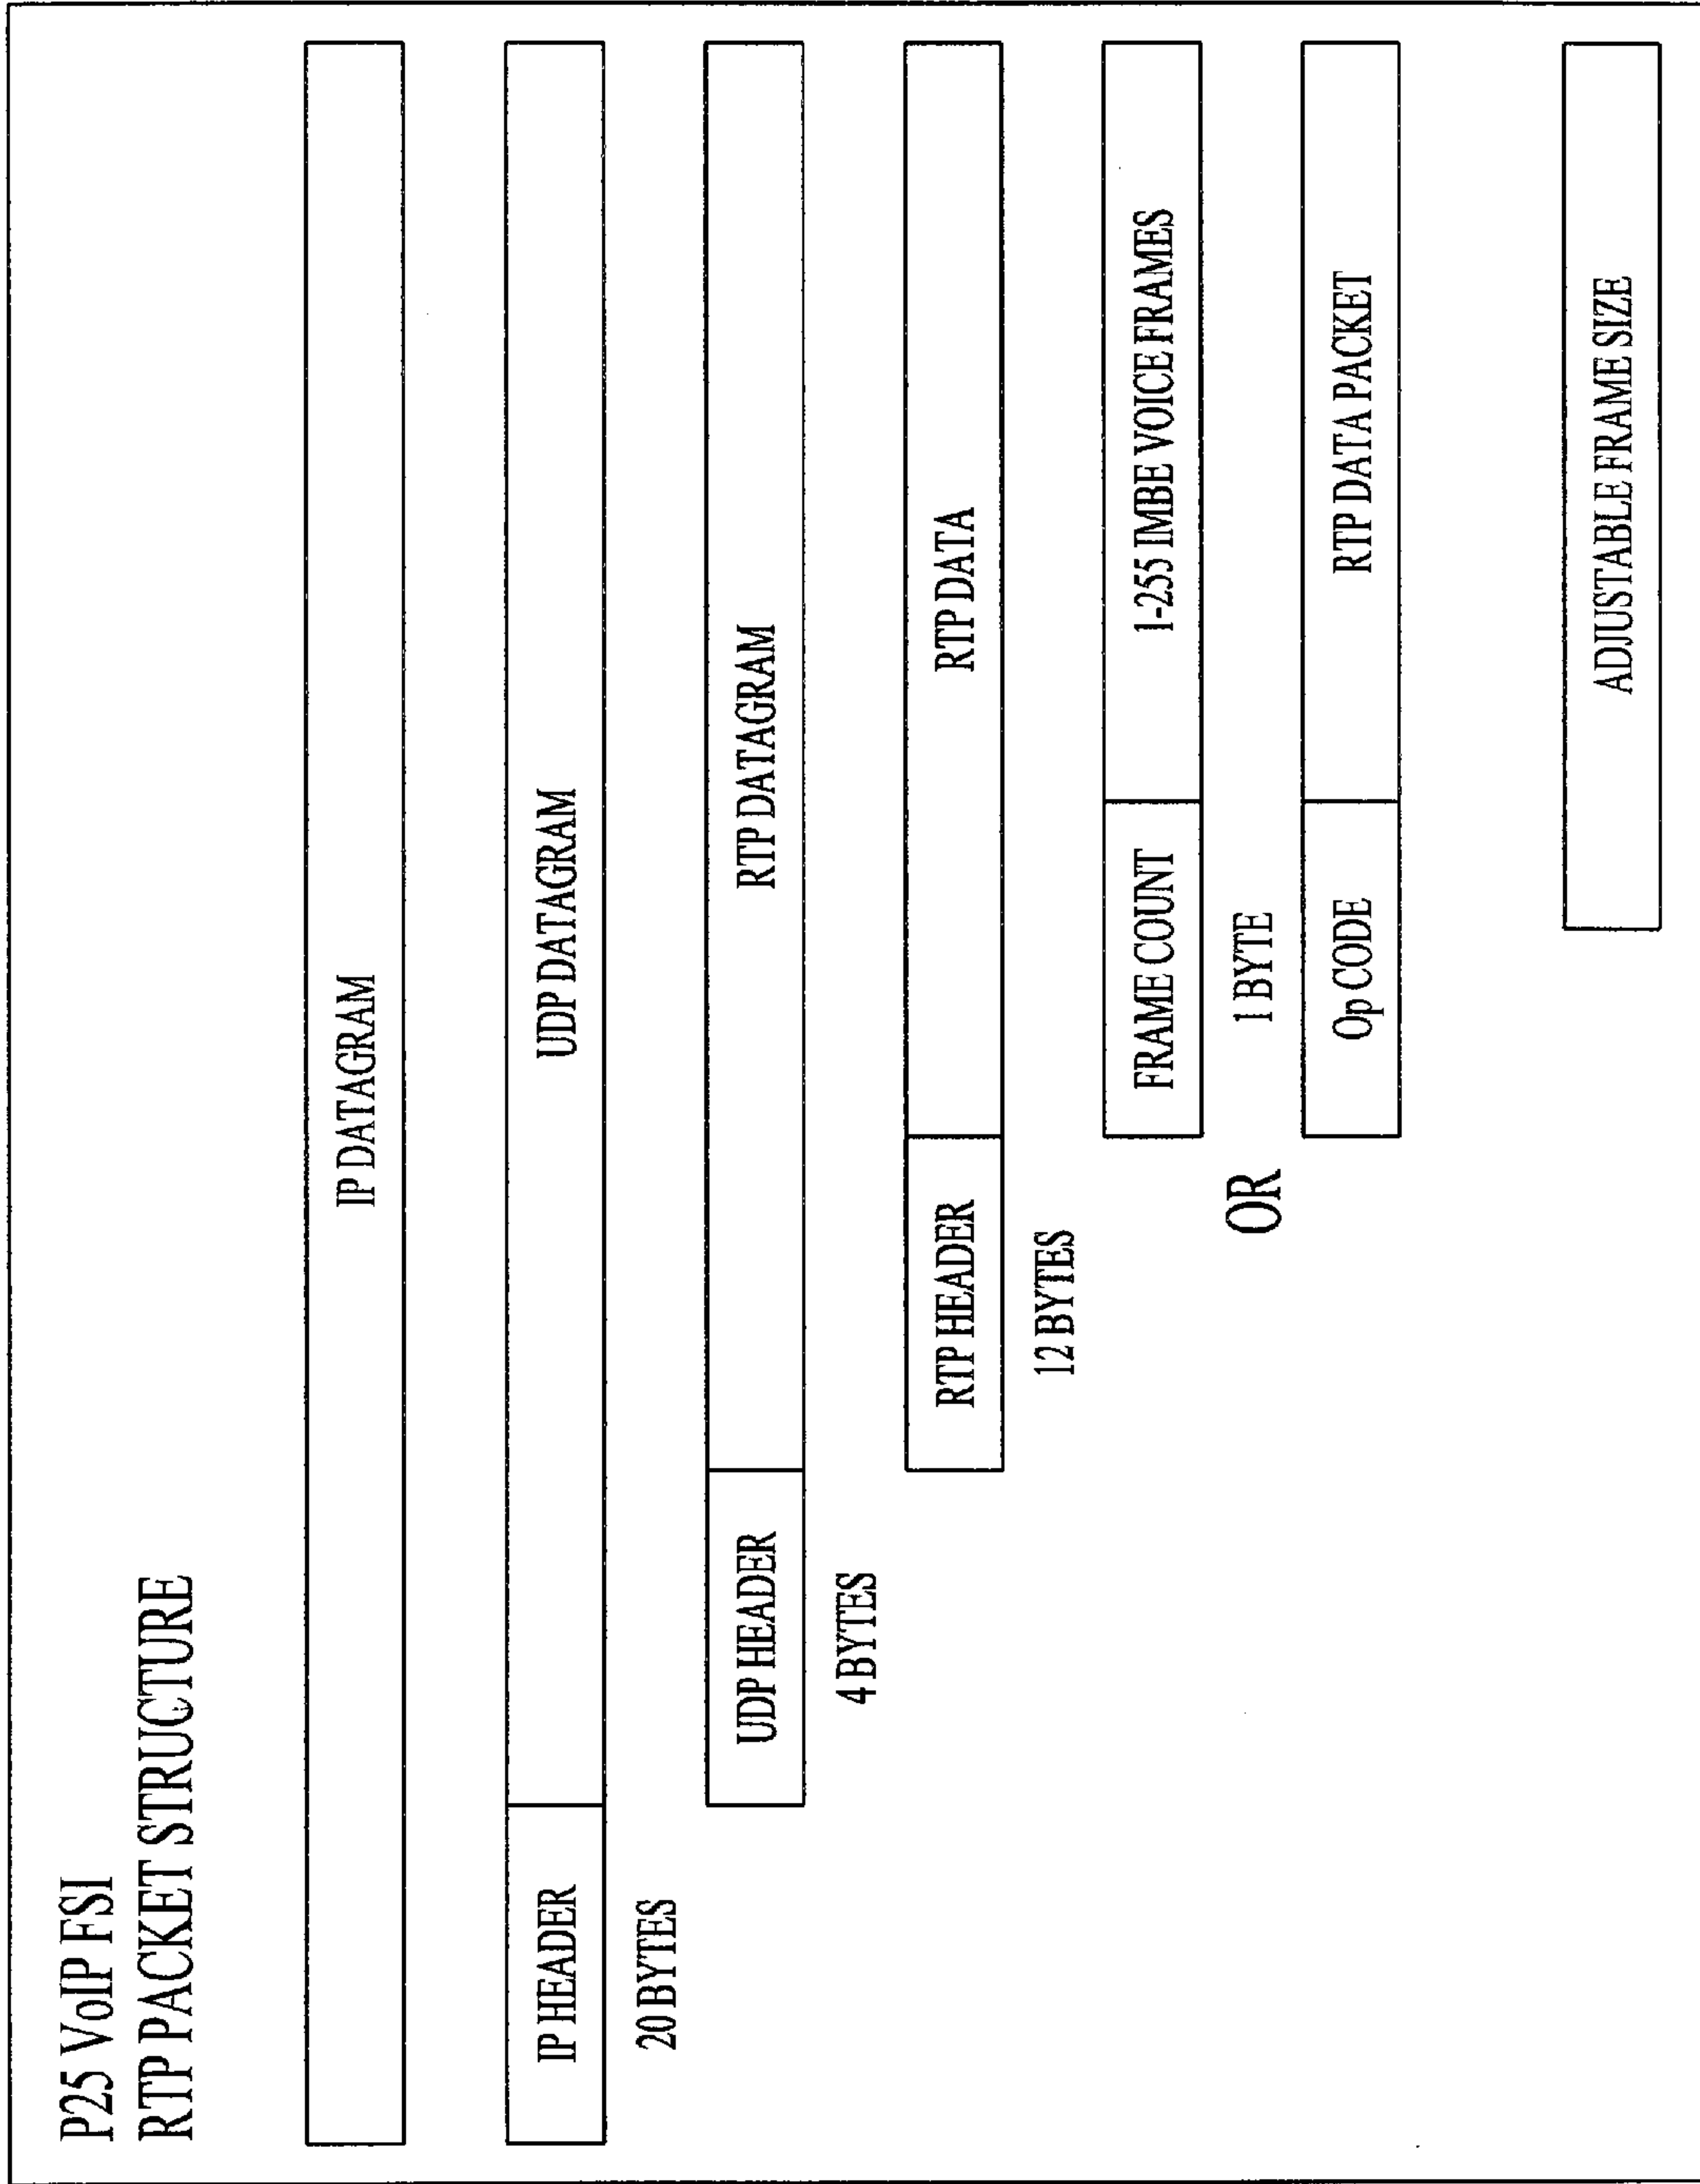 P25 VoIP FSI
RTP PACKET STRUCTURE
IP DATAGRAM
IP HEADER
UDP DATAGRAM
20 BYTES
UDP HEADER
RTP DATAGRAM
4 BYTES
RTP HEADER
RTP DATA
12 BYTES
FRAME COUNT
1-255 IMBE VOICE FRAMES
OR
1 BYTE
Op CODE
RTP DATA PACKET
ADJUSTABLE FRAME SIZE